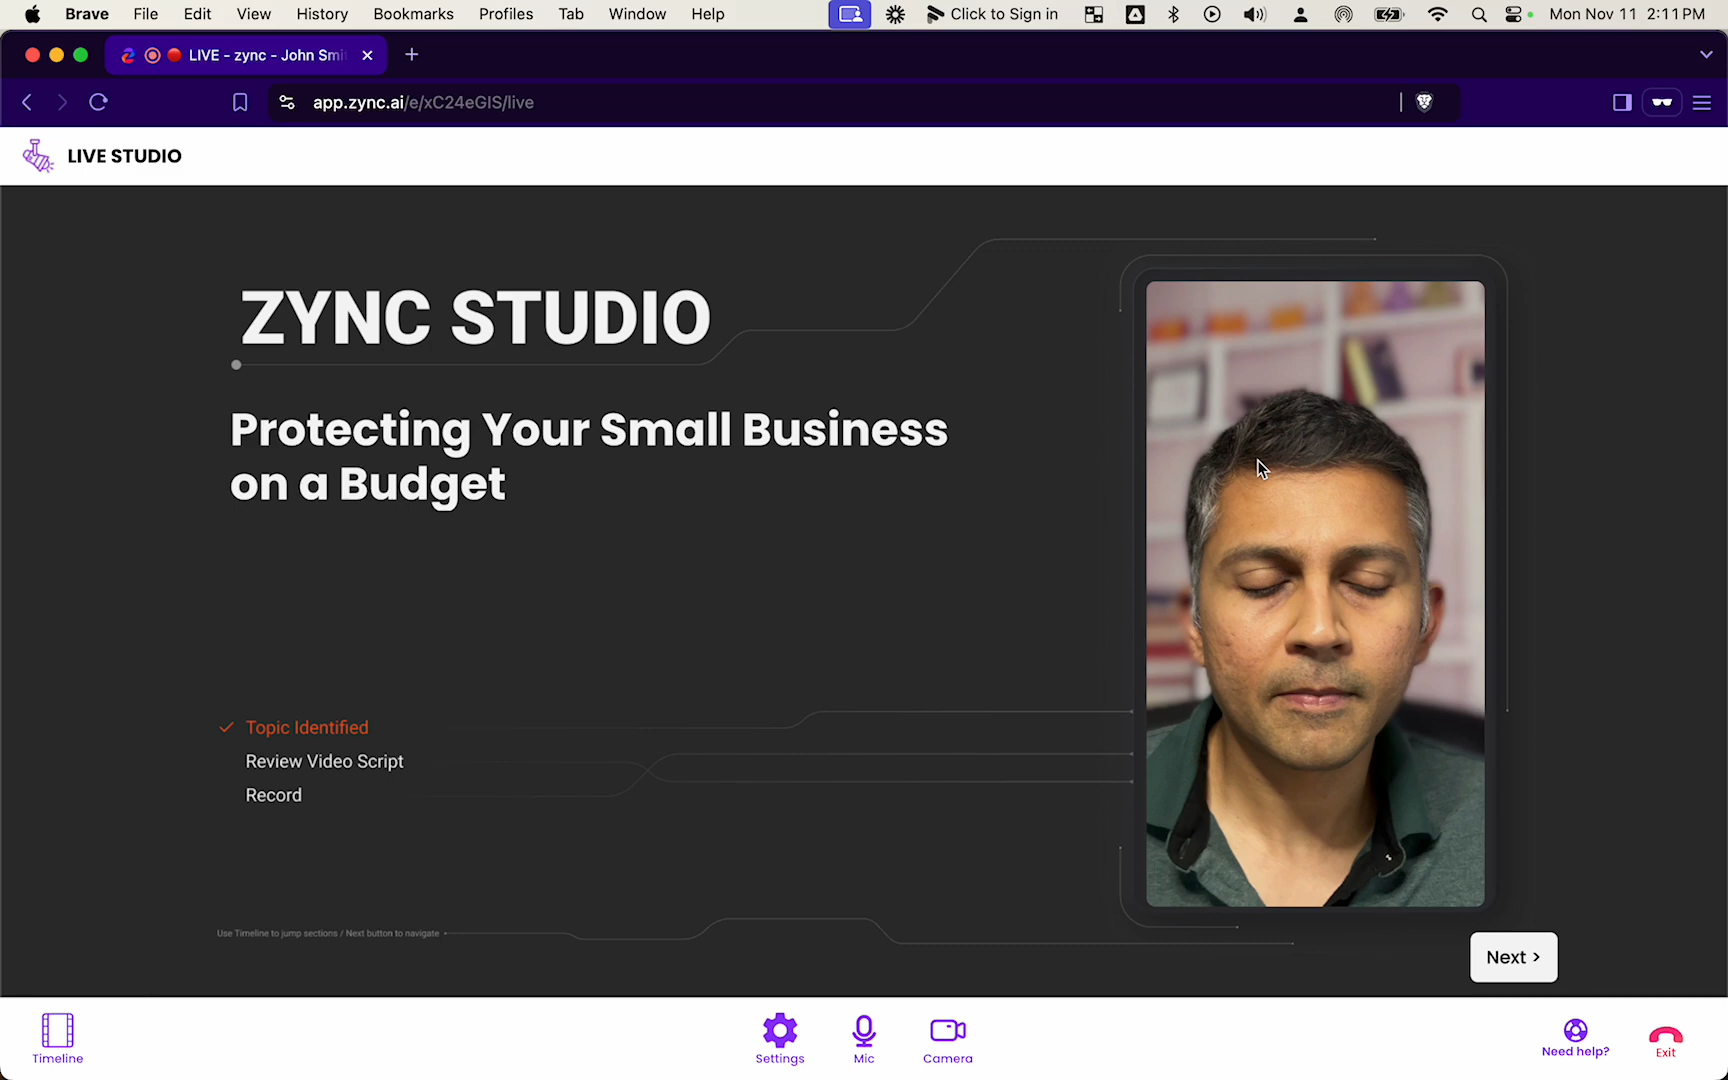 Brave File Edit View History Bookmarks Profiles Tab Window Help Click to Sign in Mon Nov 11 2:11 PM
LIVE - zync - John Smi
app.zync.ai/e/xC24eGIS/live
LIVE STUDIO
ZYNC STUDIO
Protecting Your Small Business
on a Budget
Topic Identified
Review Video Script
Record
Use Timeline to jump sections / Next button to navigate
Next >
Timeline Settings Mic Camera Need help? Exit